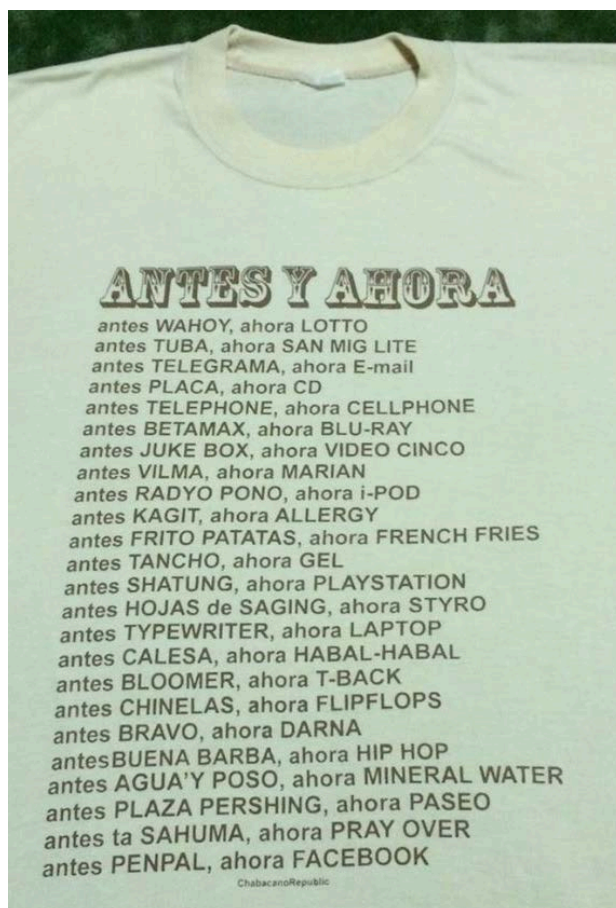 ANTES Y AHORA
antes WAHOY, ahora LOTTO
antes TUBA, ahora SAN MIG LITE
antes TELEGRAMA, ahora E-mail
antes PLACA, ahora CD
antes TELEPHONE, ahora CELLPHONE
antes BETAMAX, ahora BLU-RAY
antes JUKE BOX, ahora VIDEO CINCO
antes VILMA, ahora MARIAN
antes RADYO PONO, ahora i-POD
antes KAGIT, ahora ALLERGY
antes FRITO PATATAS, ahora FRENCH FRIES
antes TANCHO, ahora GEL
antes SHATUNG, ahora PLAYSTATION
antes HOJAS de SAGING, ahora STYRO
antes TYPEWRITER, ahora LAPTOP
antes CALESA, ahora HABAL-HABAL
antes BLOOMER, ahora T-BACK
antes CHINELAS, ahora FLIPFLOPS
antes BRAVO, ahora DARNA
antesBUENA BARBA, ahora HIP HOP
antes AGUA'Y POSO, ahora MINERAL WATER
antes PLAZA PERSHING, ahora PASEO
antes ta SAHUMA, ahora PRAY OVER
antes PENPAL, ahora FACEBOOK
ChabacanoRepublic